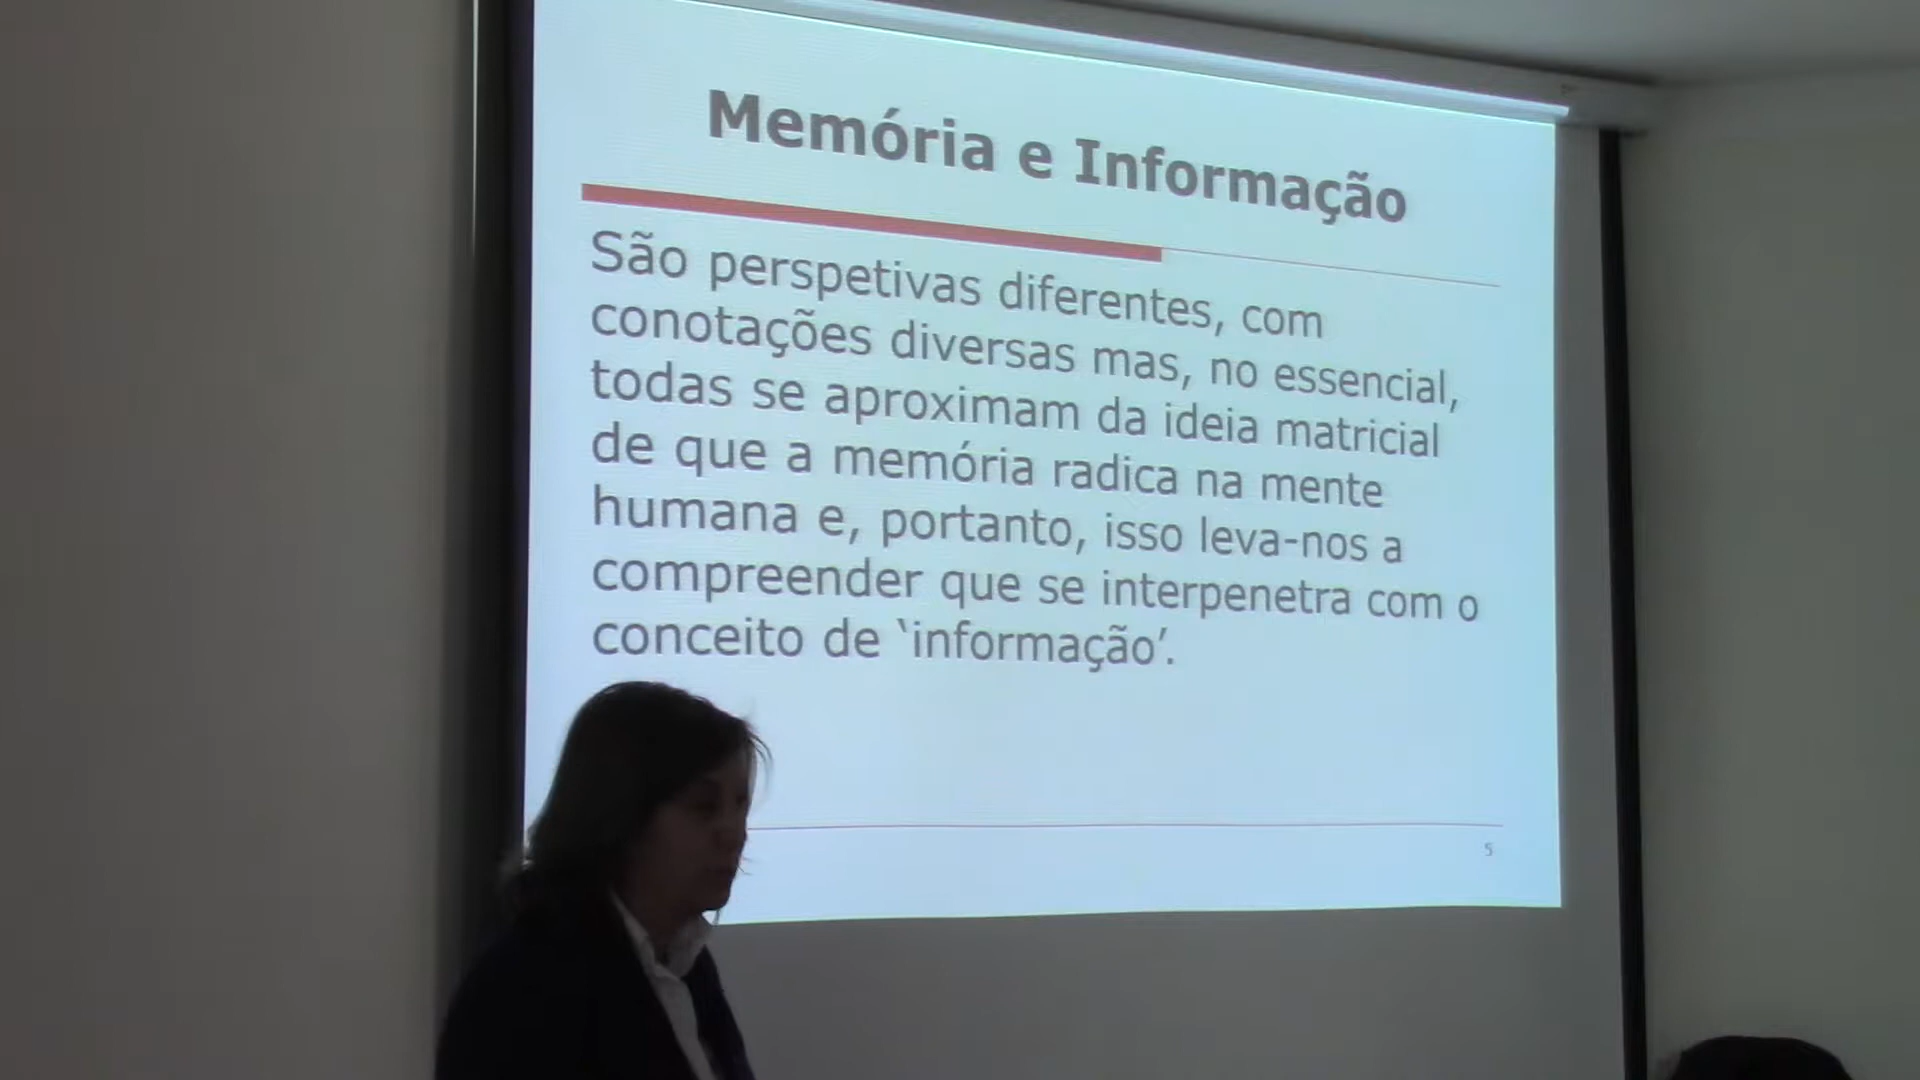 Memória e Informação
São perspetivas diferentes, com
conotações diversas mas, no essencial,
todas se aproximam da ideia matricial
de que a memória radica na mente
humana e, portanto, isso leva-nos a
compreender que se interpenetra com o
conceito de ‘informação’.
5